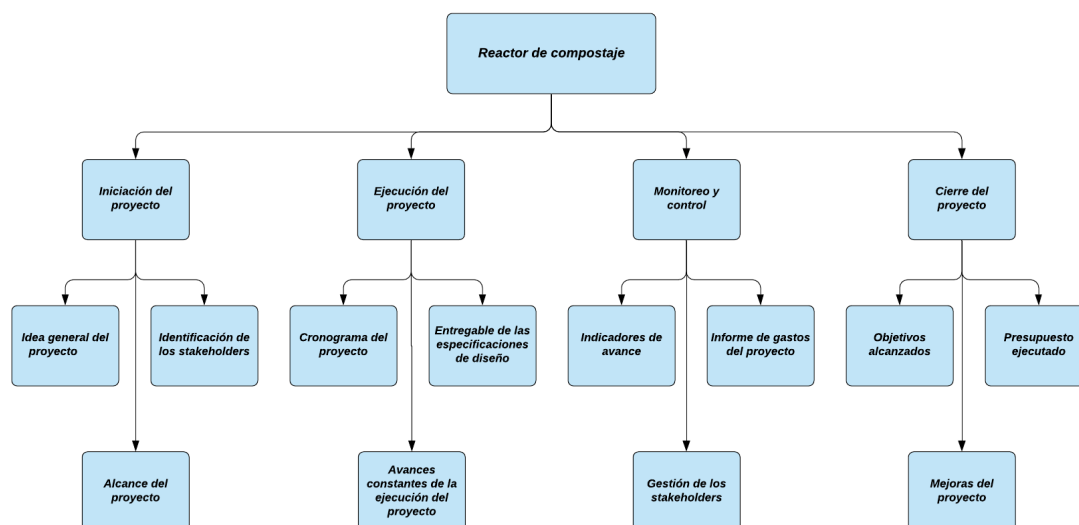 Reactor de compostaje
Iniciación del
proyecto
Ejecución del
proyecto
Monitoreo y
control
Cierre del
proyecto
Idea general del
proyecto
Identificación de
los stakeholders
Cronograma del
proyecto
Entregable de las
especificaciones
de diseño
Indicadores de
avance
Informe de gastos
del proyecto
Objetivos
alcanzados
Presupuesto
ejecutado
Alcance del
proyecto
Avances
constantes de la
ejecución del
proyecto
Gestión de los
stakeholders
Mejoras del
proyecto